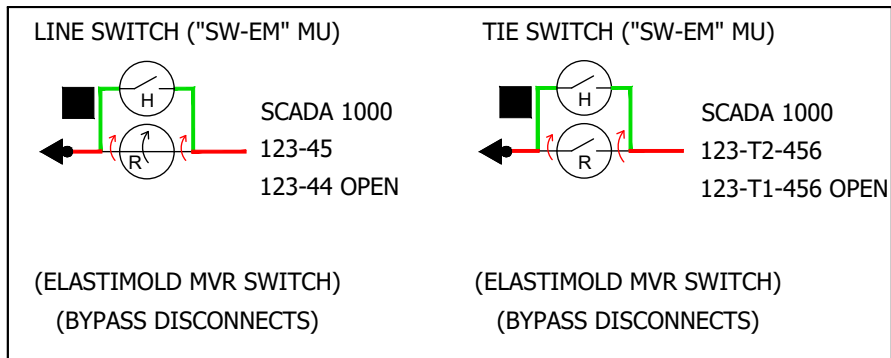 LINE SWITCH ("SW-EM" MU)
H
R
SCADA 1000
123-45
123-44 OPEN
(ELASTIMOLD MVR SWITCH)
(BYPASS DISCONNECTS)
TIE SWITCH ("SW-EM" MU)
H
R
SCADA 1000
123-T2-456
123-T1-456 OPEN
(ELASTIMOLD MVR SWITCH)
(BYPASS DISCONNECTS)